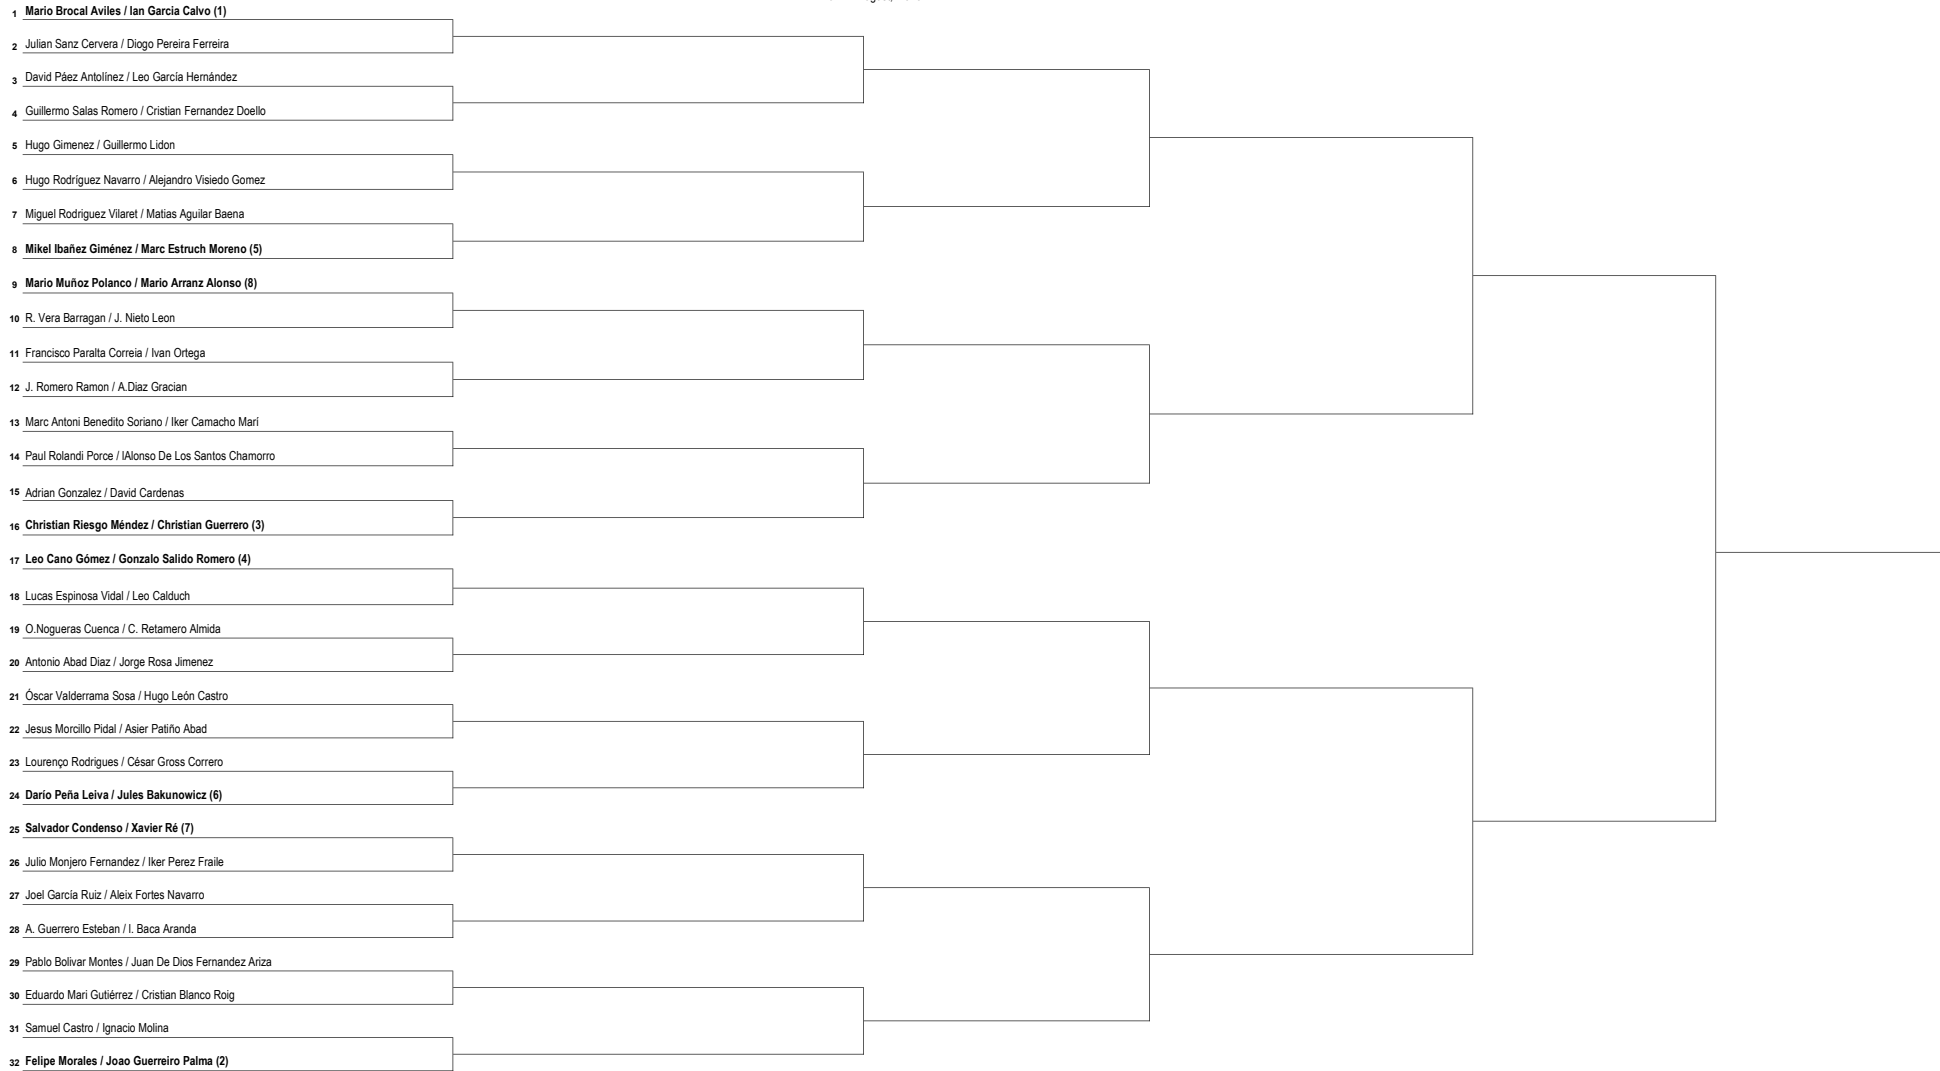 1 Mario Brocal Aviles / Ian Garcia Calvo (1)
2 Julian Sanz Cervera / Diogo Pereira Ferreira
3 David Páez Antolínez / Leo García Hernández
4 Guillermo Salas Romero / Cristian Fernandez Doello
5 Hugo Gimenez / Guillermo Lidon
6 Hugo Rodríguez Navarro / Alejandro Visiedo Gomez
7 Miguel Rodriguez Vilaret / Matias Aguilar Baena
8 Mikel Ibañez Giménez / Marc Estruch Moreno (5)
9 Mario Muñoz Polanco / Mario Arranz Alonso (8)
10 R. Vera Barragan / J. Nieto Leon
11 Francisco Paralta Correia / Ivan Ortega
12 J. Romero Ramon / A.Diaz Gracian
13 Marc Antoni Benedito Soriano / Iker Camacho Marí
14 Paul Rolandi Porce / lAlonso De Los Santos Chamorro
15 Adrian Gonzalez / David Cardenas
16 Christian Riesgo Méndez / Christian Guerrero (3)
17 Leo Cano Gómez / Gonzalo Salido Romero (4)
18 Lucas Espinosa Vidal / Leo Calduch
19 O.Nogueras Cuenca / C. Retamero Almida
20 Antonio Abad Diaz / Jorge Rosa Jimenez
21 Óscar Valderrama Sosa / Hugo León Castro
22 Jesus Morcillo Pidal / Asier Patiño Abad
23 Lourenço Rodrigues / César Gross Correro
24 Darío Peña Leiva / Jules Bakunowicz (6)
25 Salvador Condenso / Xavier Ré (7)
26 Julio Monjero Fernandez / Iker Perez Fraile
27 Joel García Ruiz / Aleix Fortes Navarro
28 A. Guerrero Esteban / I. Baca Aranda
29 Pablo Bolivar Montes / Juan De Dios Fernandez Ariza
30 Eduardo Mari Gutiérrez / Cristian Blanco Roig
31 Samuel Castro / Ignacio Molina
32 Felipe Morales / Joao Guerreiro Palma (2)